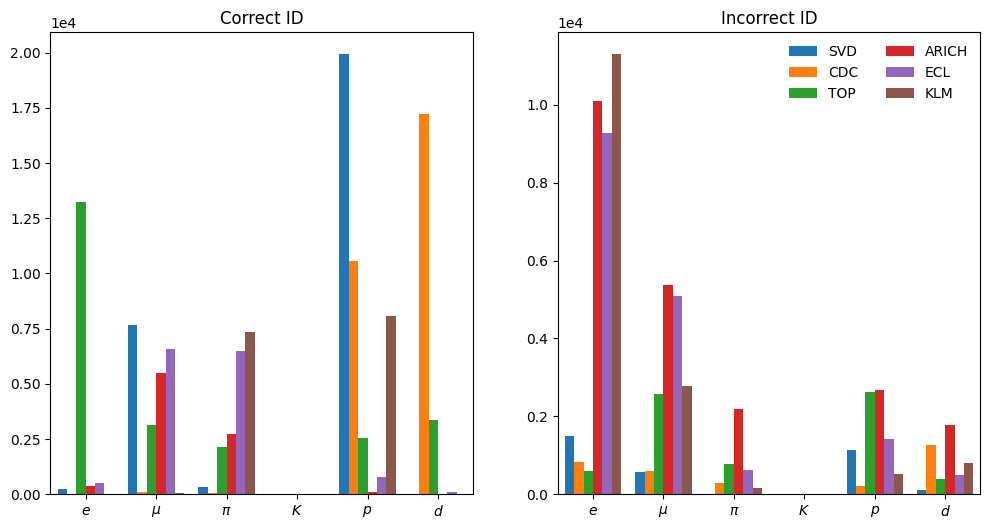 Correct ID
1e4
2.00
1.75
1.50
1.25
1.00
0.75
0.50
0.25
0.00
e
μ
π
K
p
d
Incorrect ID
1e4
1.0
0.8
0.6
0.4
0.2
0.0
e
μ
π
K
p
d
SVD
CDC
TOP
ARICH
ECL
KLM